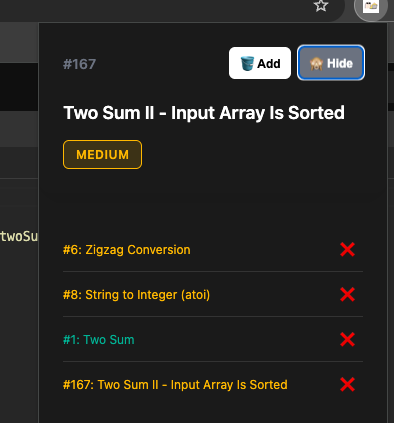 #167
Add
Hide
Two Sum II - Input Array Is Sorted
MEDIUM
twoSu
#6: Zigzag Conversion
#8: String to Integer (atoi)
#1: Two Sum
#167: Two Sum II - Input Array Is Sorted